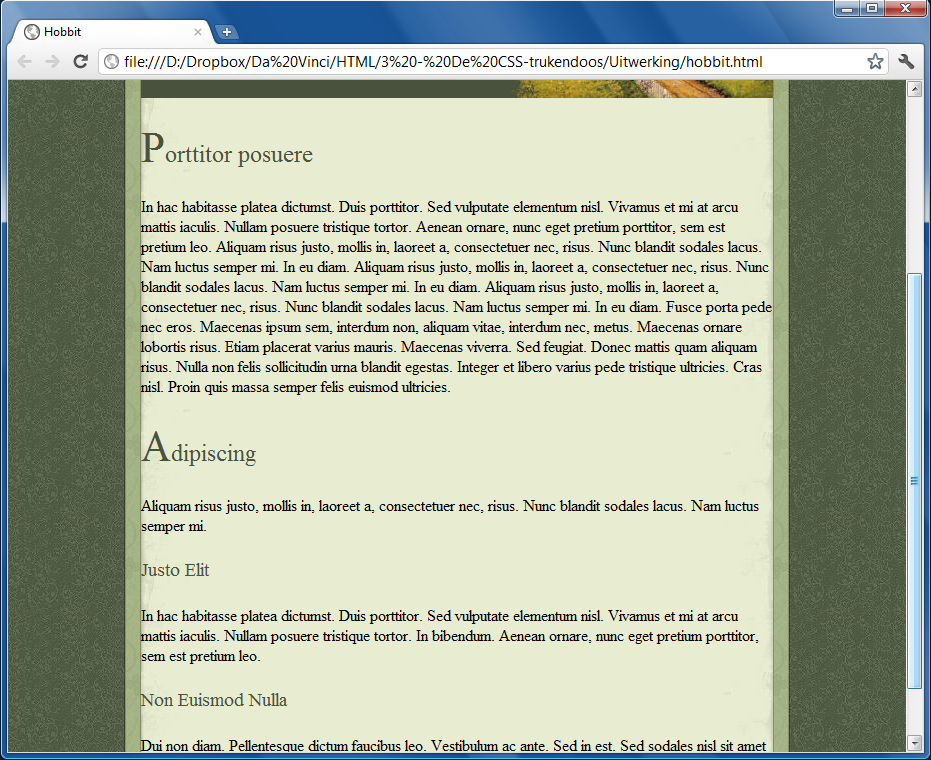 Hobbit
file:///D:/Dropbox/Da%20Vinci/HTML/3%20-%20De%20CSS-trukendoos/Uitwerking/hobbit.html
Porttitor posuere
In hac habitasse platea dictumst. Duis porttitor. Sed vulputate elementum nisl. Vivamus et mi at arcu
mattis iaculis. Nullam posuere tristique tortor. Aenean ornare, nunc eget pretium porttitor, sem est
pretium leo. Aliquam risus justo, mollis in, laoreet a, consectetuer nec, risus. Nunc blandit sodales lacus.
Nam luctus semper mi. In eu diam. Aliquam risus justo, mollis in, laoreet a, consectetuer nec, risus. Nunc
blandit sodales lacus. Nam luctus semper mi. In eu diam. Aliquam risus justo, mollis in, laoreet a,
consectetuer nec, risus. Nunc blandit sodales lacus. Nam luctus semper mi. In eu diam. Fusce porta pede
nec eros. Maecenas ipsum sem, interdum non, aliquam vitae, interdum nec, metus. Maecenas ornare
lobortis risus. Etiam placerat varius mauris. Maecenas viverra. Sed feugiat. Donec mattis quam aliquam
risus. Nulla non felis sollicitudin urna blandit egestas. Integer et libero varius pede tristique ultricies. Cras
nisl. Proin quis massa semper felis euismod ultricies.
Adipiscing
Aliquam risus justo, mollis in, laoreet a, consectetuer nec, risus. Nunc blandit sodales lacus. Nam luctus
semper mi.
Justo Elit
In hac habitasse platea dictumst. Duis porttitor. Sed vulputate elementum nisl. Vivamus et mi at arcu
mattis iaculis. Nullam posuere tristique tortor. In bibendum. Aenean ornare, nunc eget pretium porttitor,
sem est pretium leo.
Non Euismod Nulla
Dui non diam. Pellentesque dictum faucibus leo. Vestibulum ac ante. Sed in est. Sed sodales nisl sit amet